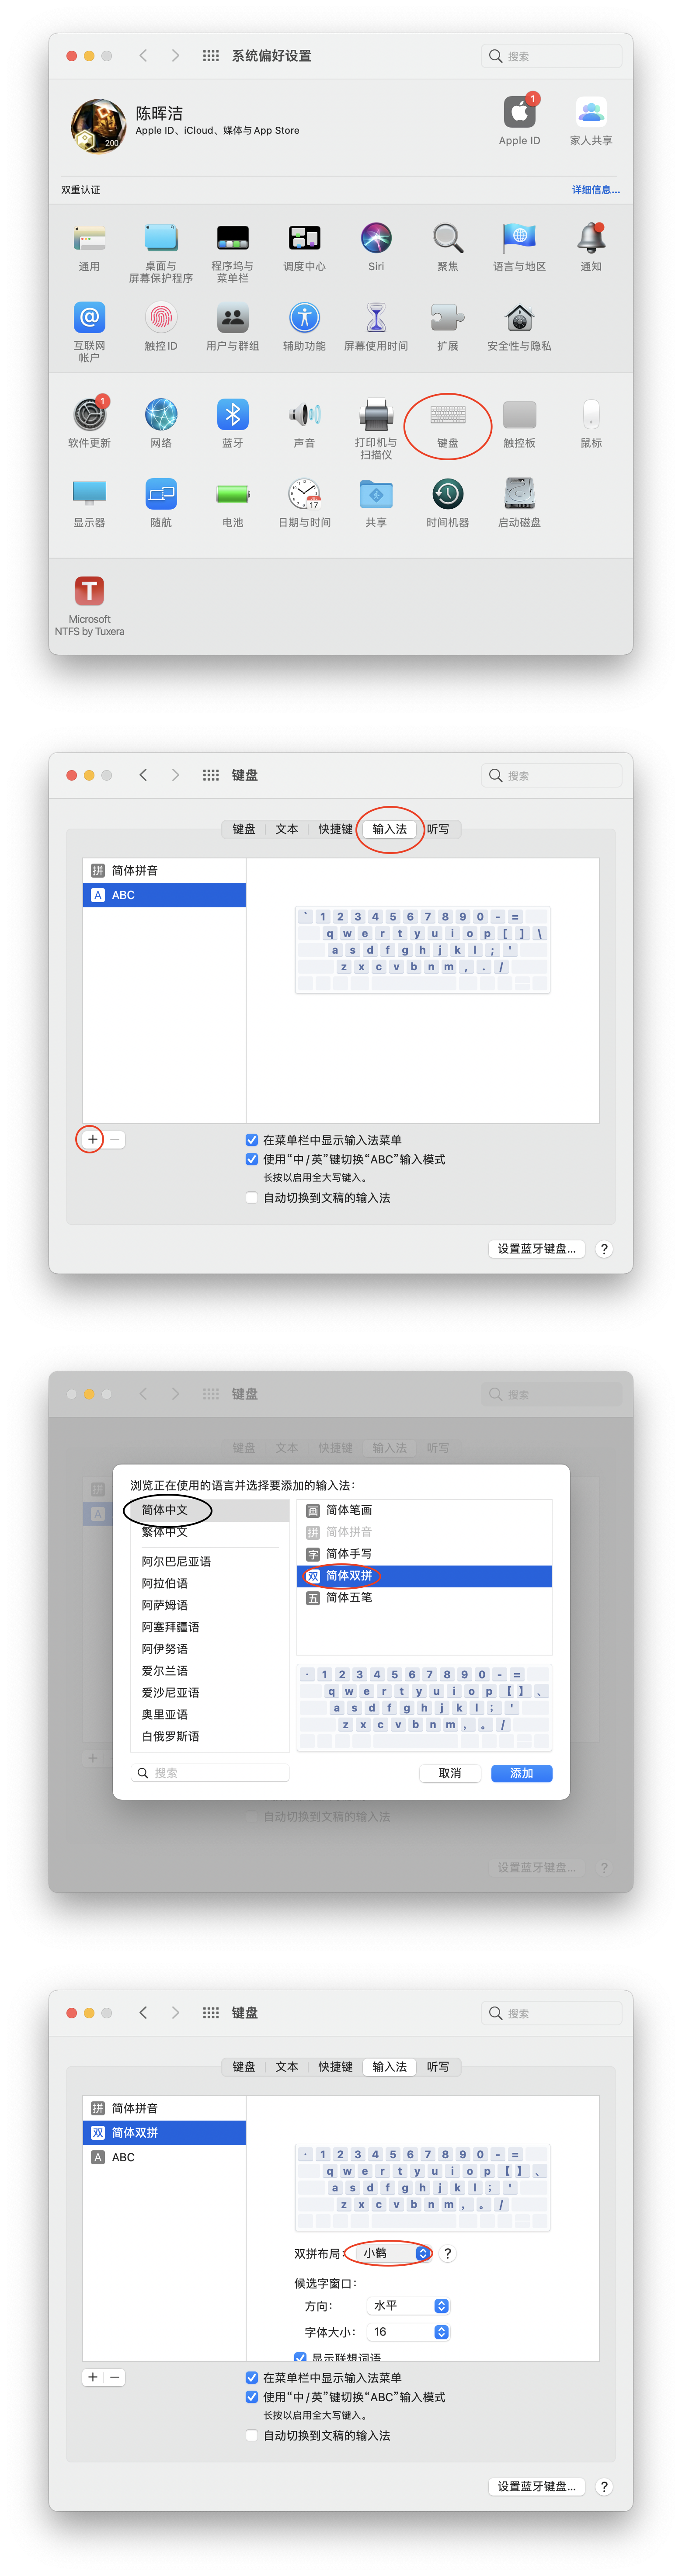 系统偏好设置
搜索
陈晖洁
Apple ID、iCloud、媒体与 App Store
200
1
Apple ID
家人共享
双重认证
详细信息...
通用
桌面与
屏幕保护程序
程序坞与
菜单栏
调度中心
Siri
聚焦
语言与地区
通知
互联网
帐户
触控 ID
用户与群组
辅助功能
屏幕使用时间
扩展
安全性与隐私
1
软件更新
网络
蓝牙
声音
打印机与
扫描仪
键盘
触控板
鼠标
显示器
随航
电池
17
日期与时间
共享
时间机器
启动磁盘
T
Microsoft
NTFS by Tuxera
键盘
搜索
键盘 文本 快捷键 输入法 听写
拼 简体拼音
A ABC
` 1 2 3 4 5 6 7 8 9 0 - =
q w e r t y u i o p [ ] \
a s d f g h j k l ; '
z x c v b n m , . /
+ −
在菜单栏中显示输入法菜单
使用“中/英”键切换“ABC”输入模式
长按以启用全大写键入。
自动切换到文稿的输入法
设置蓝牙键盘... ?
键盘
搜索
键盘 文本 快捷键 输入法 听写
拼
A
浏览正在使用的语言并选择要添加的输入法：
简体中文
繁体中文
阿尔巴尼亚语
阿拉伯语
阿萨姆语
阿塞拜疆语
阿伊努语
爱尔兰语
爱沙尼亚语
奥里亚语
白俄罗斯语
搜索
画 简体笔画
拼 简体拼音
字 简体手写
双 简体双拼
五 简体五笔
· 1 2 3 4 5 6 7 8 9 0 - =
q w e r t y u i o p 【 】 、
a s d f g h j k l ； '
z x c v b n m ， 。 /
取消
添加
+
自动切换到文稿的输入法
设置蓝牙键盘... ?
键盘
搜索
键盘 文本 快捷键 输入法 听写
拼 简体拼音
双 简体双拼
A ABC
· 1 2 3 4 5 6 7 8 9 0 - =
q w e r t y u i o p 【 】 、
a s d f g h j k l ； '
z x c v b n m ， 。 /
双拼布局： 小鹤 ?
候选字窗口：
方向： 水平
字体大小： 16
显示联想词语
+ −
在菜单栏中显示输入法菜单
使用“中/英”键切换“ABC”输入模式
长按以启用全大写键入。
自动切换到文稿的输入法
设置蓝牙键盘... ?